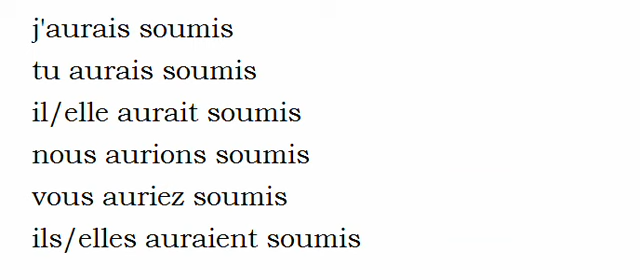 j'aurais soumis
tu aurais soumis
il/elle aurait soumis
nous aurions soumis
vous auriez soumis
ils/elles auraient soumis